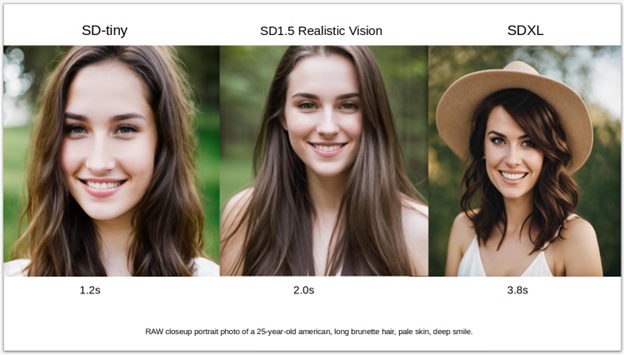 SD-tiny SD1.5 Realistic Vision SDXL
1.2s 2.0s 3.8s
RAW closeup portrait photo of a 25-year-old american, long brunette hair, pale skin, deep smile.